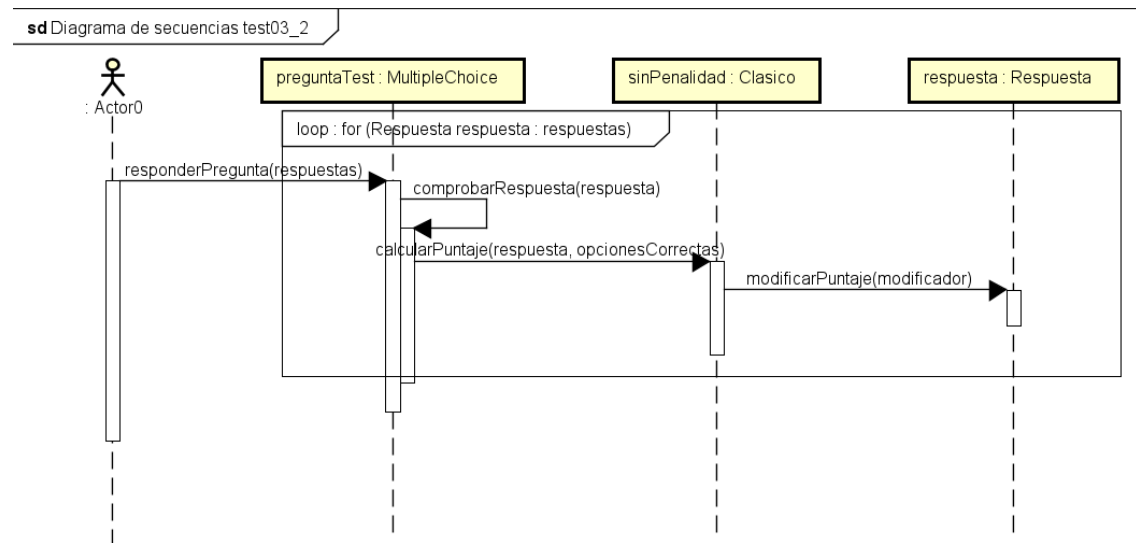 sd Diagrama de secuencias test03_2
: Actor0
preguntaTest : MultipleChoice
sinPenalidad : Clasico
respuesta : Respuesta
loop : for (Respuesta respuesta : respuestas)
responderPregunta(respuestas)
comprobarRespuesta(respuesta)
calcularPuntaje(respuesta, opcionesCorrectas)
modificarPuntaje(modificador)